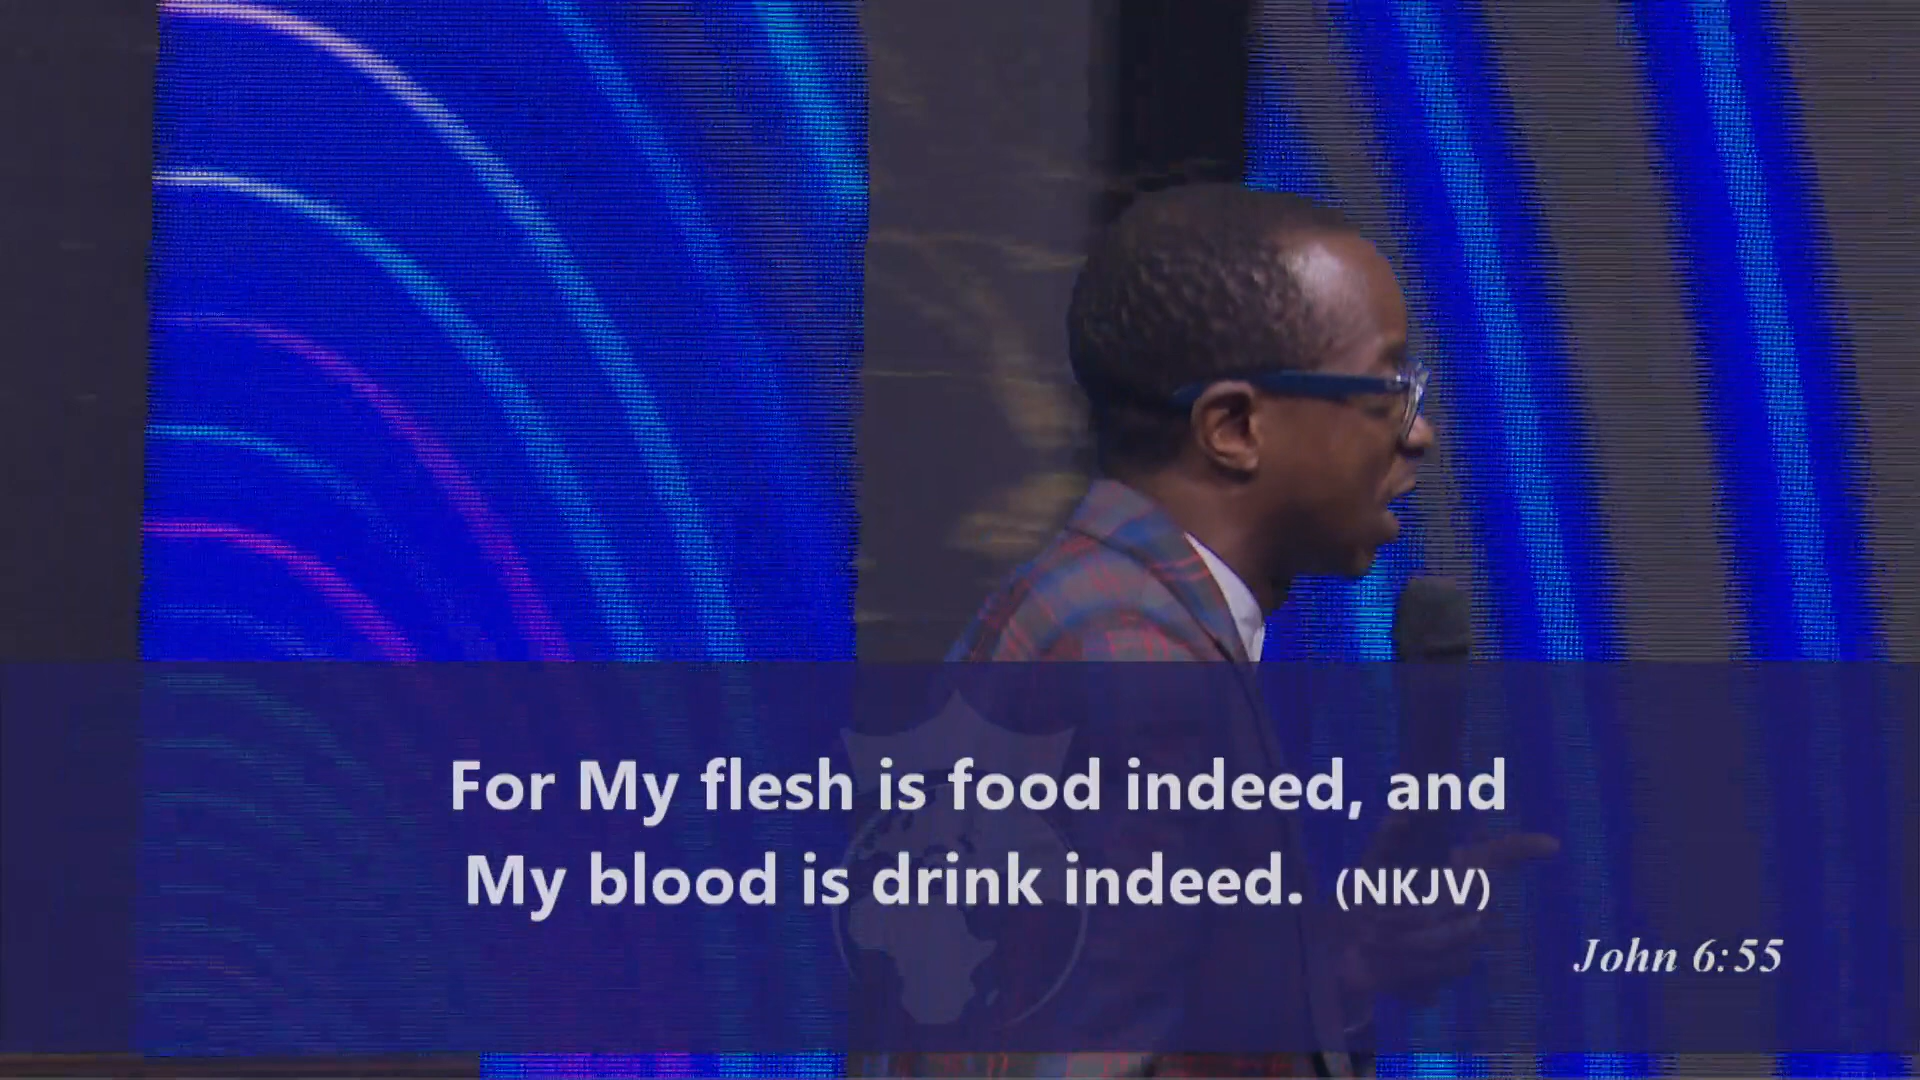 For My flesh is food indeed, and
My blood is drink indeed. (NKJV)
John 6:55